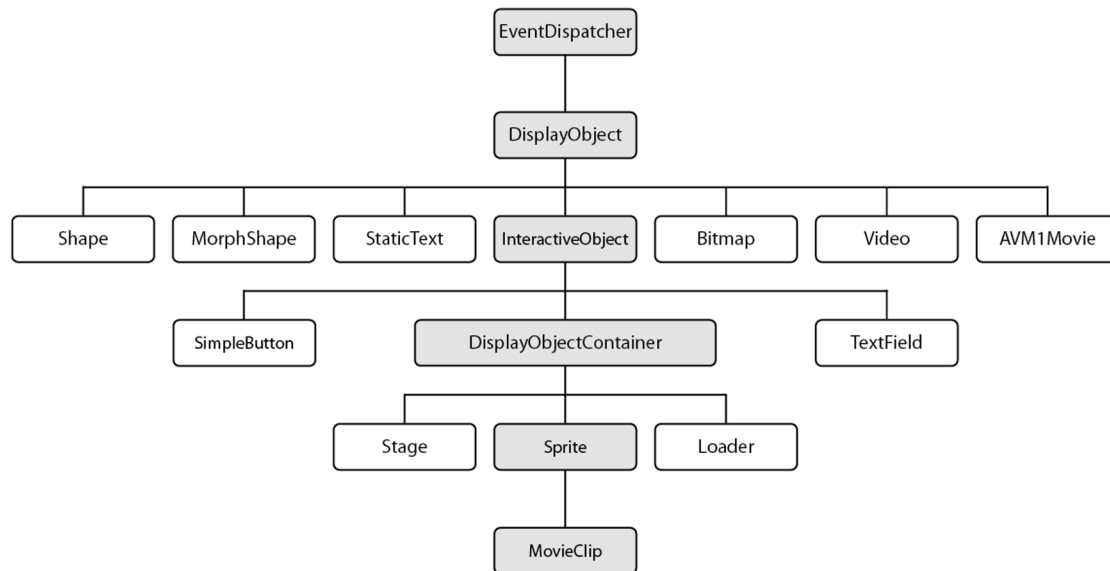 EventDispatcher
DisplayObject
Shape
MorphShape
StaticText
InteractiveObject
Bitmap
Video
AVM1Movie
SimpleButton
DisplayObjectContainer
TextField
Stage
Sprite
Loader
MovieClip